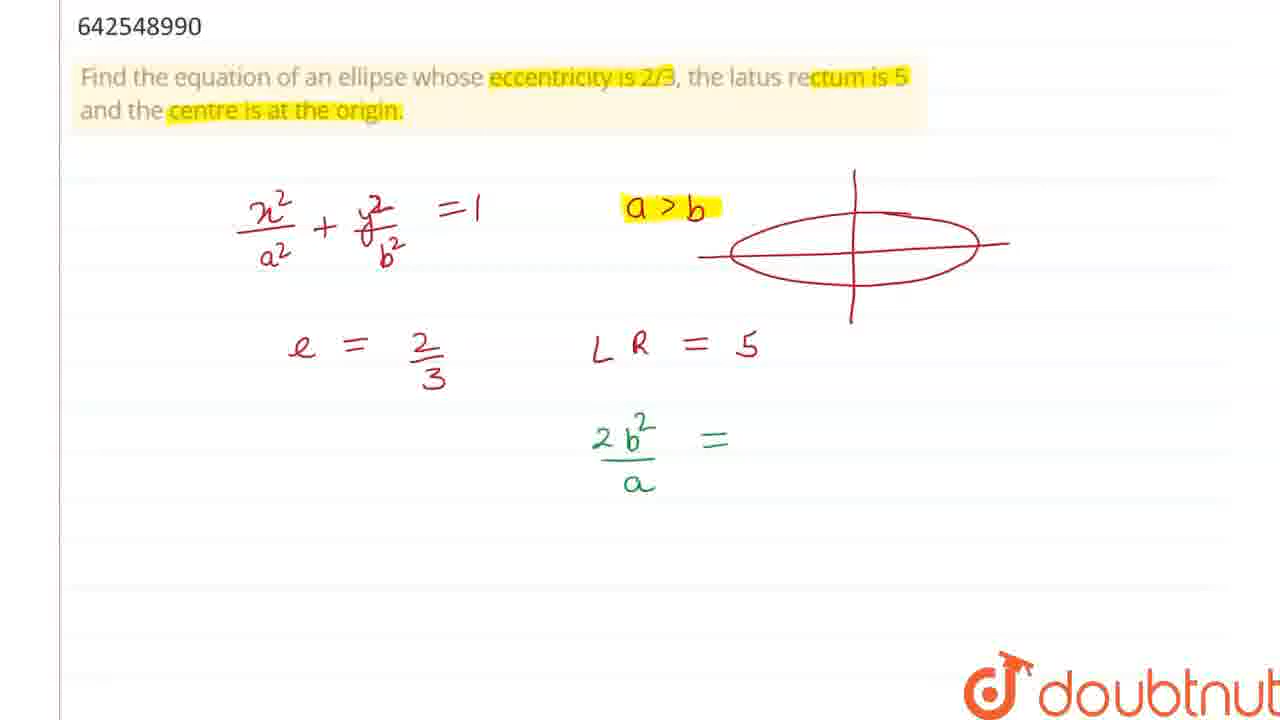 642548990
Find the equation of an ellipse whose eccentricity is 2/3, the latus rectum is 5
and the centre is at the origin.
x²/a² + y²/b² = 1
a > b
e = 2/3
LR = 5
2b²/a =
doubtnut